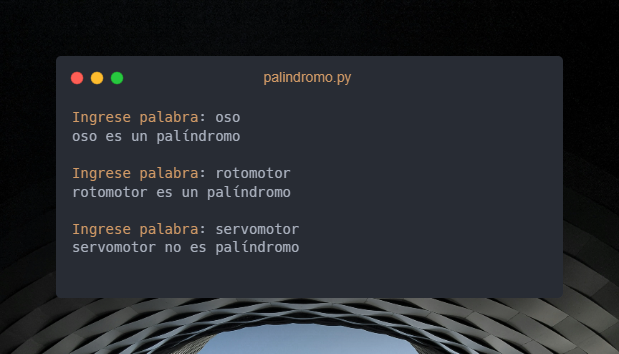 palindromo.py
Ingrese palabra: oso
oso es un palíndromo
Ingrese palabra: rotomotor
rotomotor es un palíndromo
Ingrese palabra: servomotor
servomotor no es palíndromo